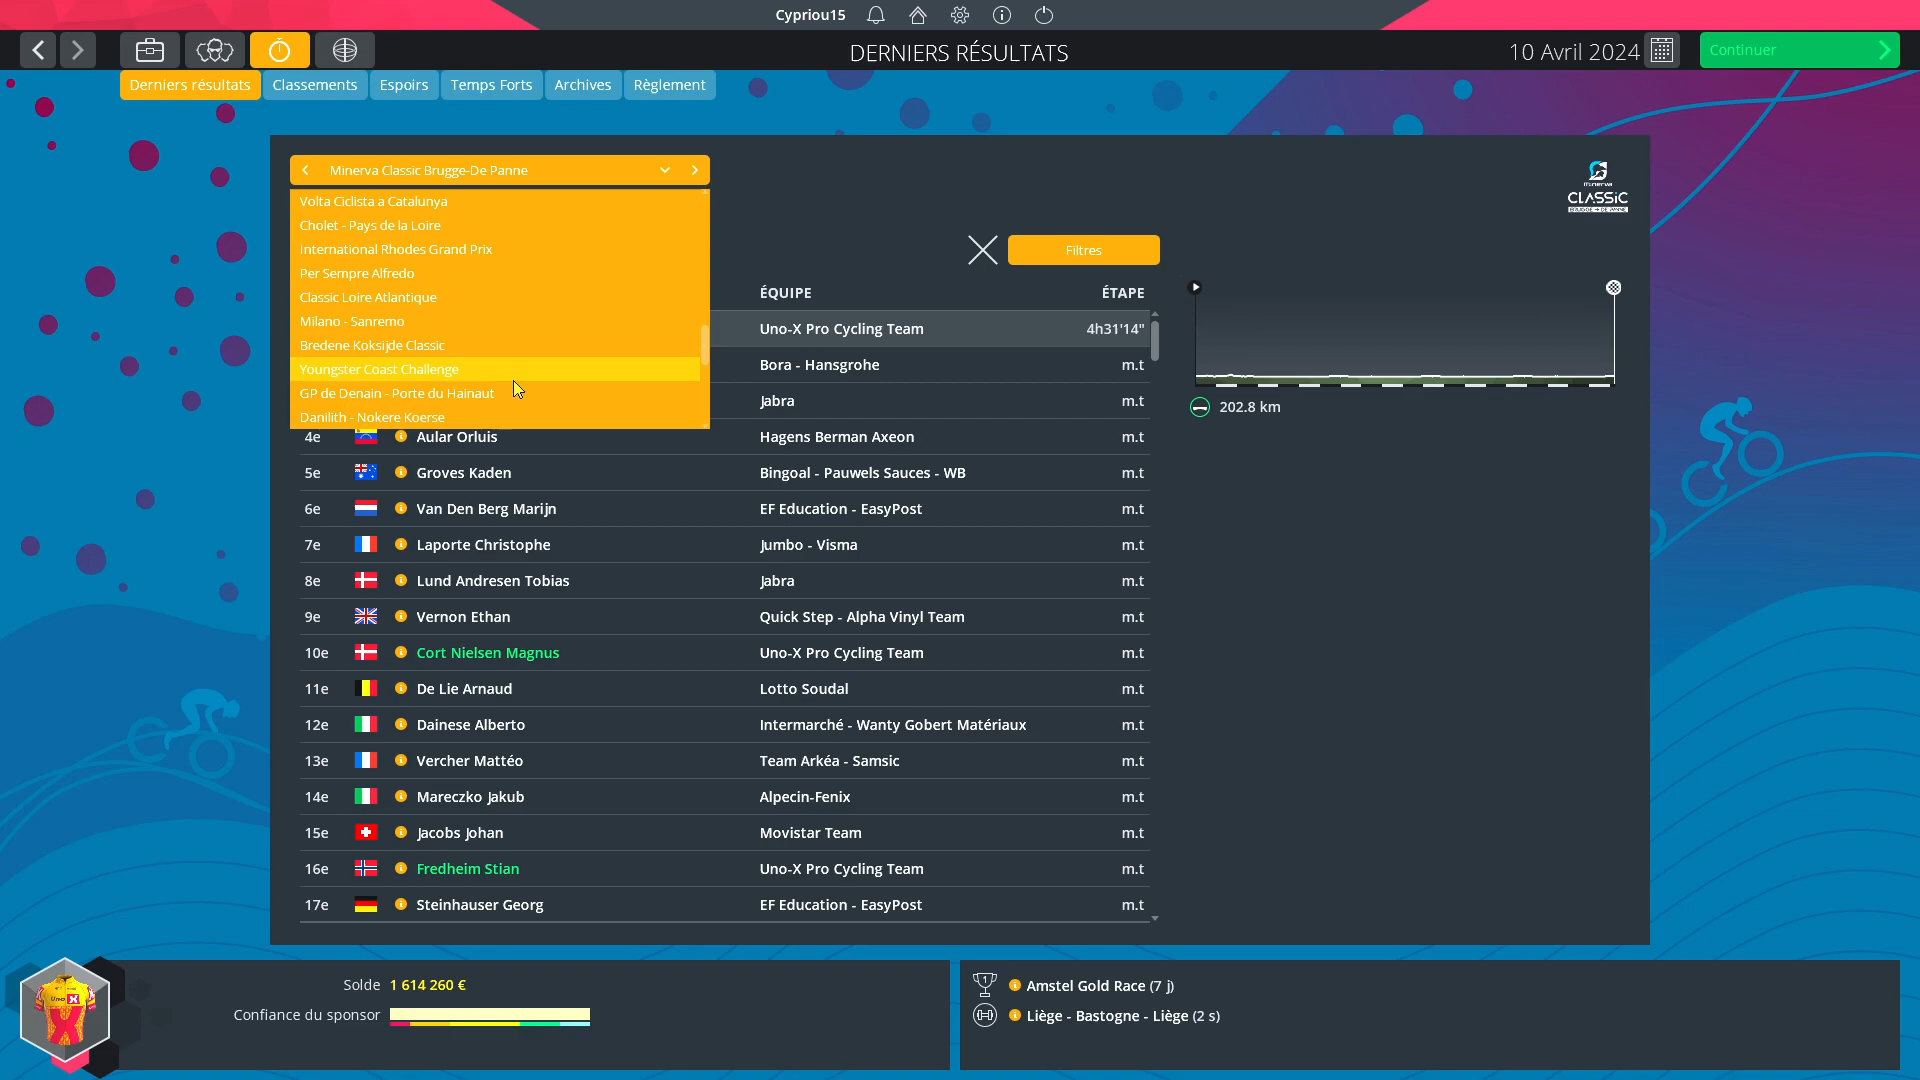 Cypriou15
DERNIERS RÉSULTATS
10 Avril 2024
Continuer
Derniers résultats
Classements
Espoirs
Temps Forts
Archives
Règlement
Minerva Classic Brugge-De Panne
Volta Ciclista a Catalunya
Cholet - Pays de la Loire
International Rhodes Grand Prix
Per Sempre Alfredo
Classic Loire Atlantique
Milano - Sanremo
Bredene Koksijde Classic
Youngster Coast Challenge
GP de Denain - Porte du Hainaut
Danilith - Nokere Koerse
minerva
CLASSIC
BRUGGE - DE PANNE
Filtres
ÉQUIPE ÉTAPE
Uno-X Pro Cycling Team 4h31'14"
Bora - Hansgrohe m.t
Jabra m.t
4e Aular Orluis Hagens Berman Axeon m.t
5e Groves Kaden Bingoal - Pauwels Sauces - WB m.t
6e Van Den Berg Marijn EF Education - EasyPost m.t
7e Laporte Christophe Jumbo - Visma m.t
8e Lund Andresen Tobias Jabra m.t
9e Vernon Ethan Quick Step - Alpha Vinyl Team m.t
10e Cort Nielsen Magnus Uno-X Pro Cycling Team m.t
11e De Lie Arnaud Lotto Soudal m.t
12e Dainese Alberto Intermarché - Wanty Gobert Matériaux m.t
13e Vercher Mattéo Team Arkéa - Samsic m.t
14e Mareczko Jakub Alpecin-Fenix m.t
15e Jacobs Johan Movistar Team m.t
16e Fredheim Stian Uno-X Pro Cycling Team m.t
17e Steinhauser Georg EF Education - EasyPost m.t
202.8 km
Solde 1 614 260 €
Confiance du sponsor
Uno X
1
Amstel Gold Race (7 j)
Liège - Bastogne - Liège (2 s)